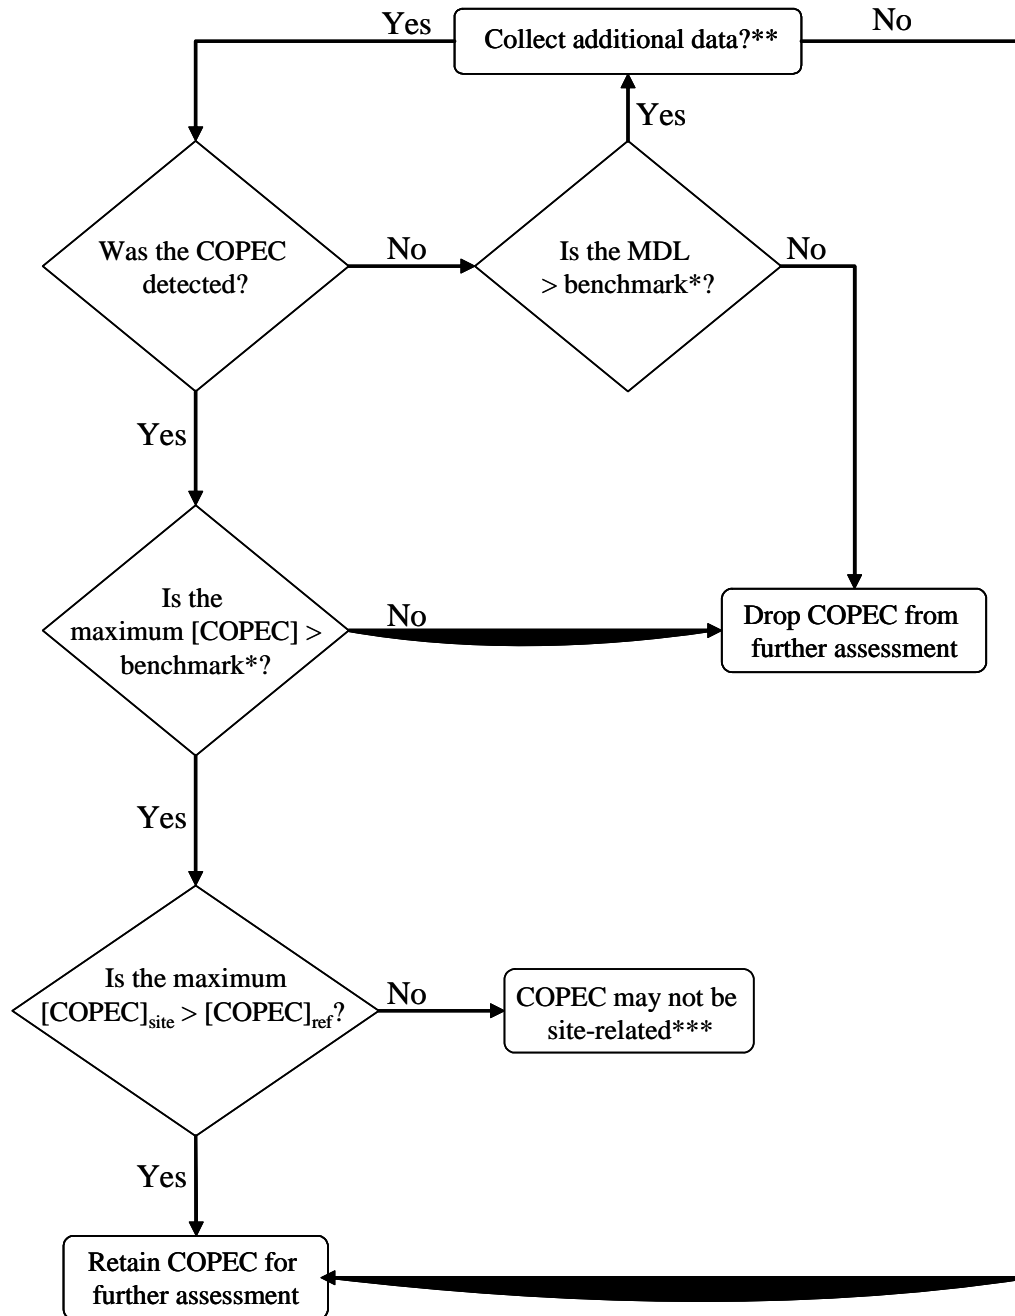 Yes
Collect additional data?**
No
Yes
Was the COPEC
detected?
No
Is the MDL
> benchmark*?
No
Yes
Is the
maximum [COPEC] >
benchmark*?
No
Drop COPEC from
further assessment
Yes
Is the maximum
[COPEC]site > [COPEC]ref?
No
COPEC may not be
site-related***
Yes
Retain COPEC for
further assessment